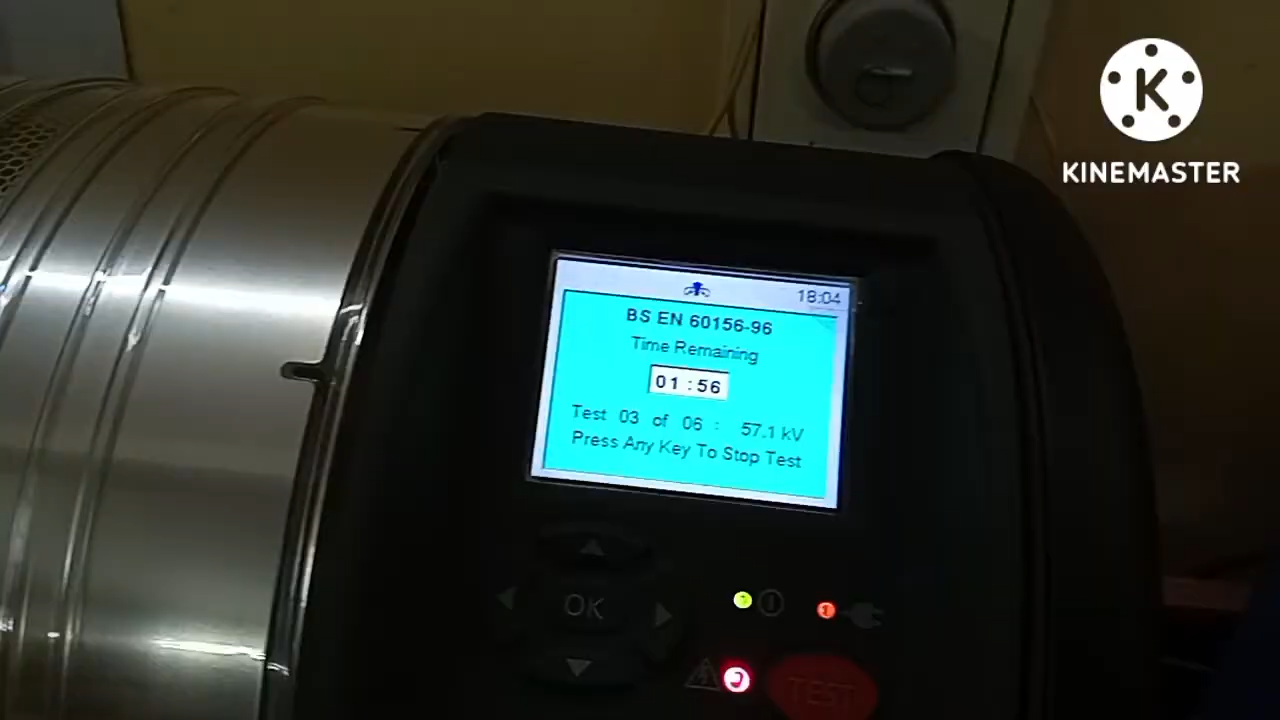 K
KINEMASTER
18:04
BS EN 60156-96
Time Remaining
01 : 56
Test 03 of 06 : 57.1 kV
Press Any Key To Stop Test
OK
TEST